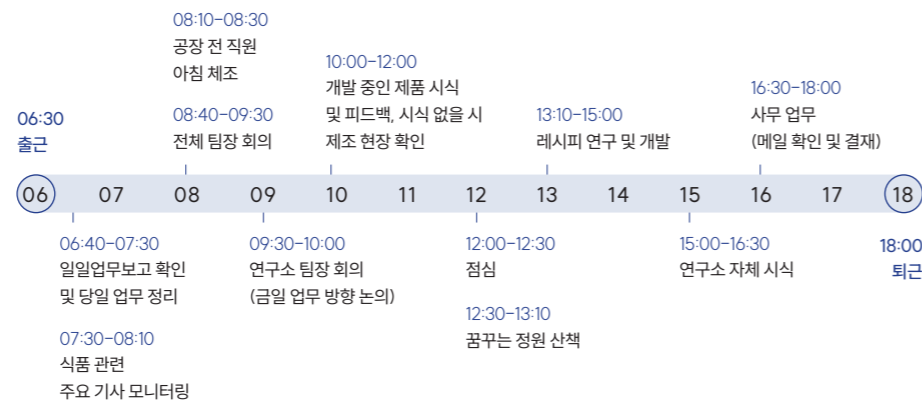 08:10-08:30
공장 전 직원
아침 체조
08:40-09:30
전체 팀장 회의
10:00-12:00
개발 중인 제품 시식
및 피드백, 시식 없을 시
제조 현장 확인
13:10-15:00
레시피 연구 및 개발
16:30-18:00
사무 업무
(메일 확인 및 결재)
06:30
출근
06 07 08 09 10 11 12 13 14 15 16 17 18
06:40-07:30
일일업무보고 확인
및 당일 업무 정리
07:30-08:10
식품 관련
주요 기사 모니터링
09:30-10:00
연구소 팀장 회의
(금일 업무 방향 논의)
12:00-12:30
점심
12:30-13:10
꿈꾸는 정원 산책
15:00-16:30
연구소 자체 시식
18:00
퇴근